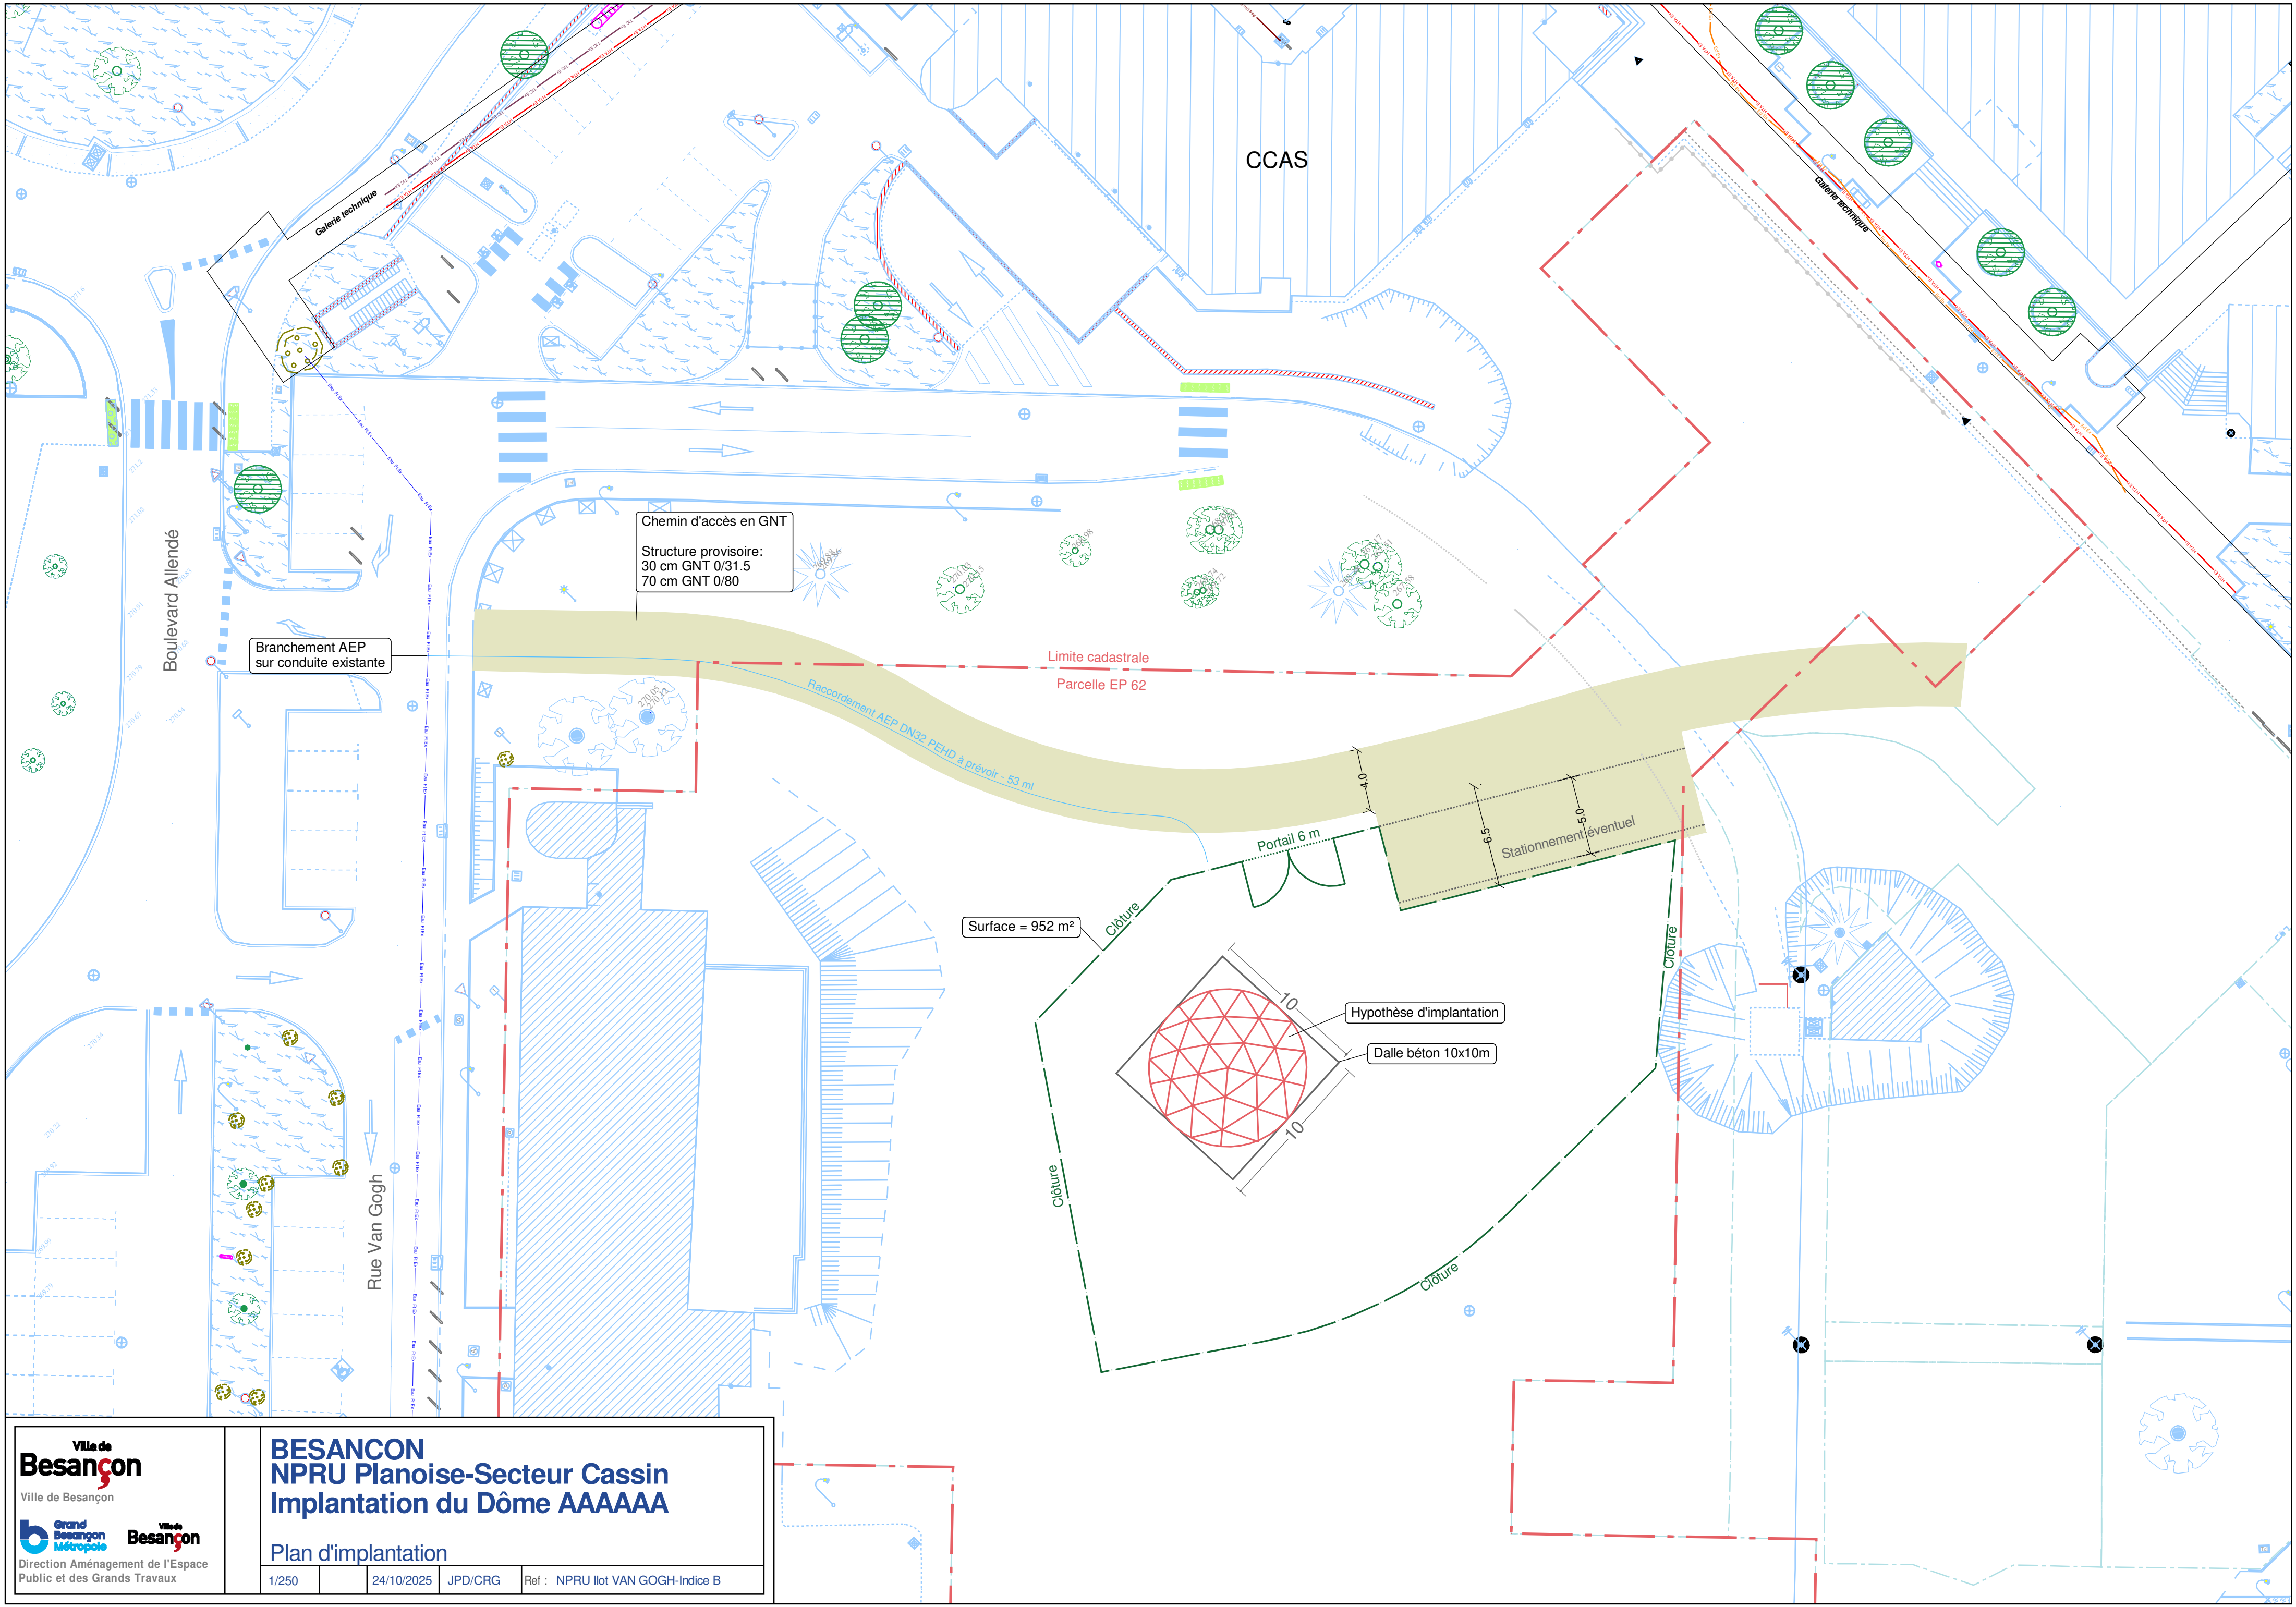 CCAS
Galerie technique
Galerie technique
Boulevard Allendé
Chemin d'accès en GNT
Structure provisoire:
30 cm GNT 0/31.5
70 cm GNT 0/80
Branchement AEP
sur conduite existante
Limite cadastrale
Parcelle EP 62
Raccordement AEP DN32 PEHD à prévoir - 53 ml
4.0
6.5
5.0
Stationnement éventuel
Portail 6 m
Clôture
Surface = 952 m²
Clôture
10
Hypothèse d'implantation
Dalle béton 10x10m
10
Clôture
Clôture
Rue Van Gogh
Ville de
Besançon
Ville de Besançon
Grand
Besançon
Métropole
Ville de
Besançon
Direction Aménagement de l'Espace
Public et des Grands Travaux
BESANCON
NPRU Planoise-Secteur Cassin
Implantation du Dôme AAAAAA
Plan d'implantation
1/250
24/10/2025
JPD/CRG
Ref : NPRU Ilot VAN GOGH-Indice B